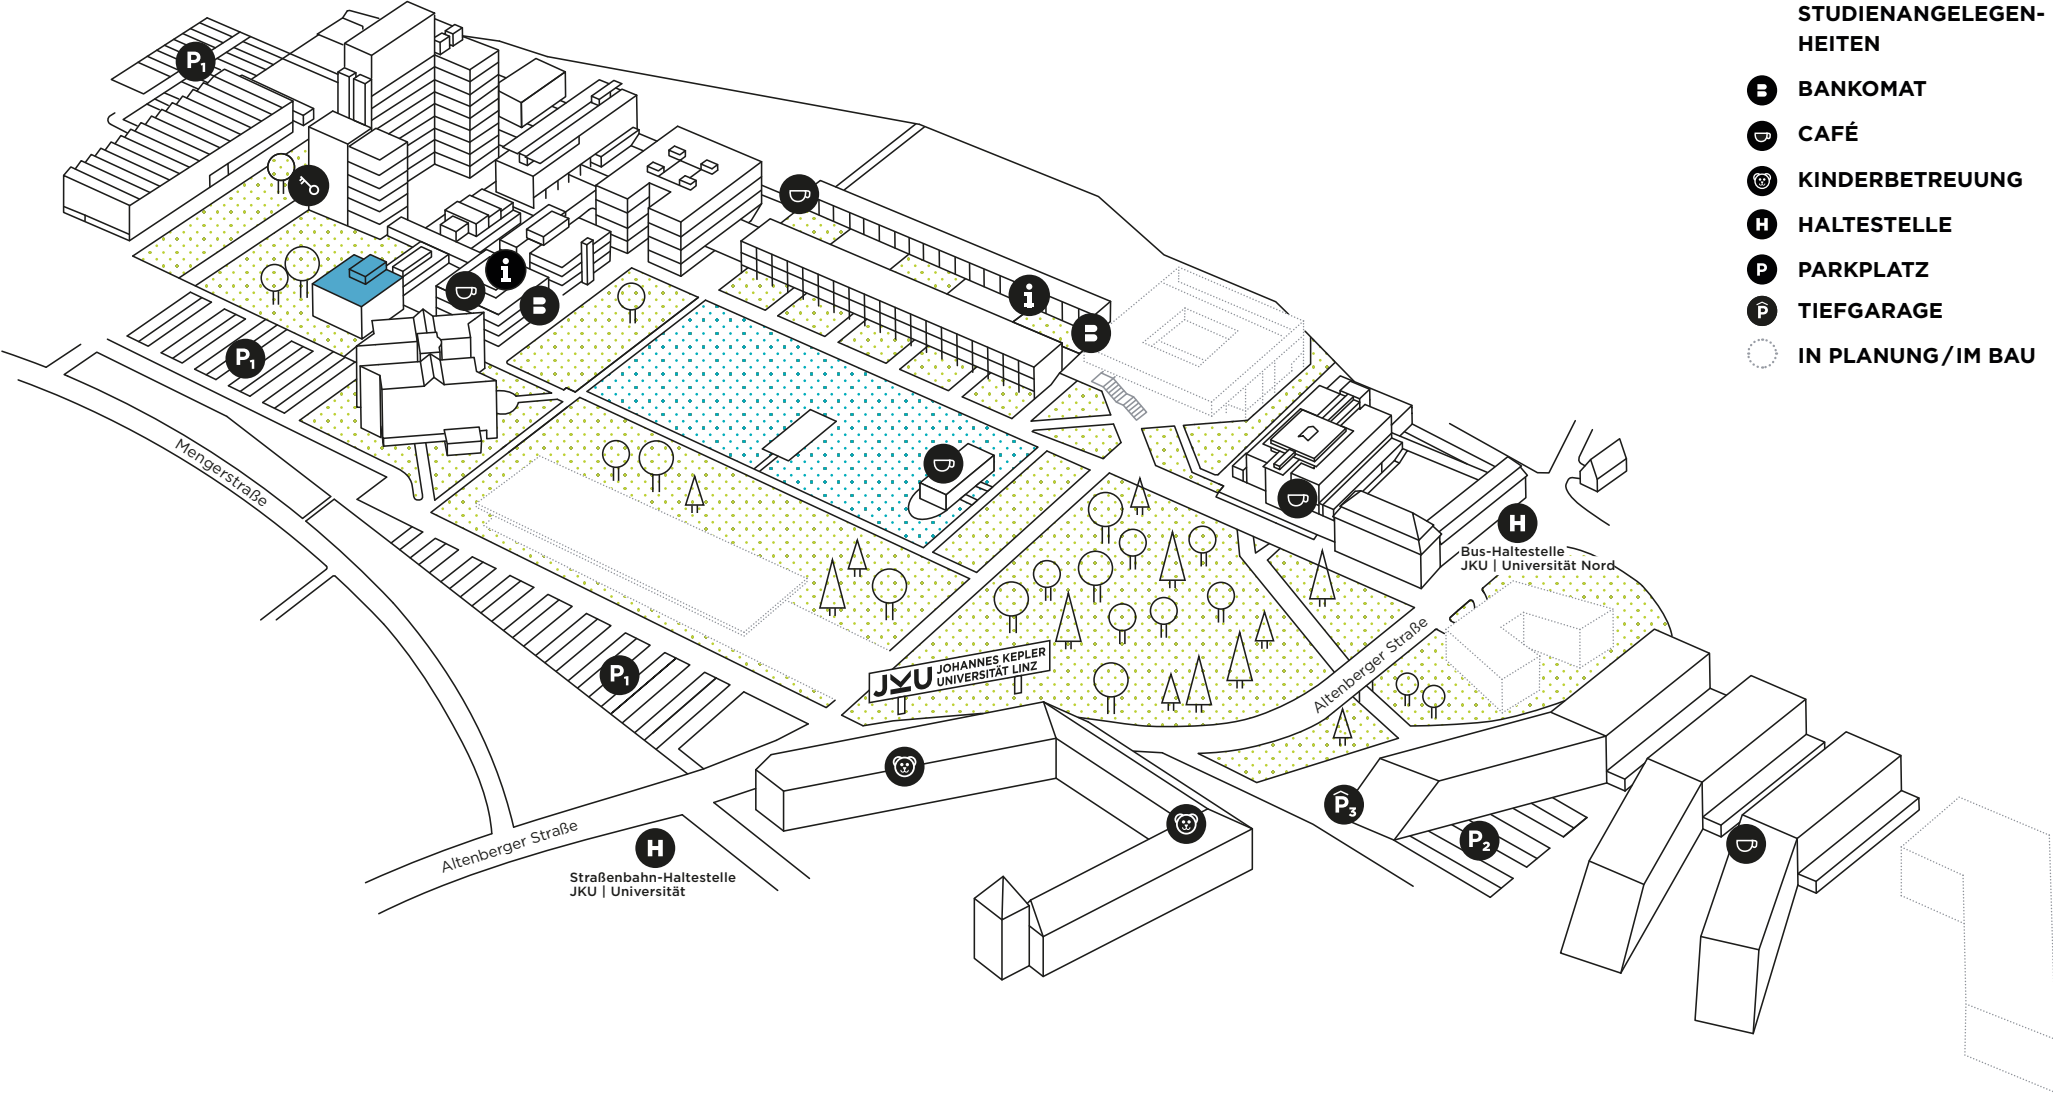 STUDIENANGELEGEN-
HEITEN
B BANKOMAT
CAFÉ
KINDERBETREUUNG
H HALTESTELLE
P PARKPLATZ
P TIEFGARAGE
IN PLANUNG/IM BAU
P1
i
B
i
B
P1
Mengerstraße
H
Bus-Haltestelle
JKU | Universität Nord
Altenberger Straße
JKU JOHANNES KEPLER
UNIVERSITÄT LINZ
P1
P3
P2
Altenberger Straße
H
Straßenbahn-Haltestelle
JKU | Universität